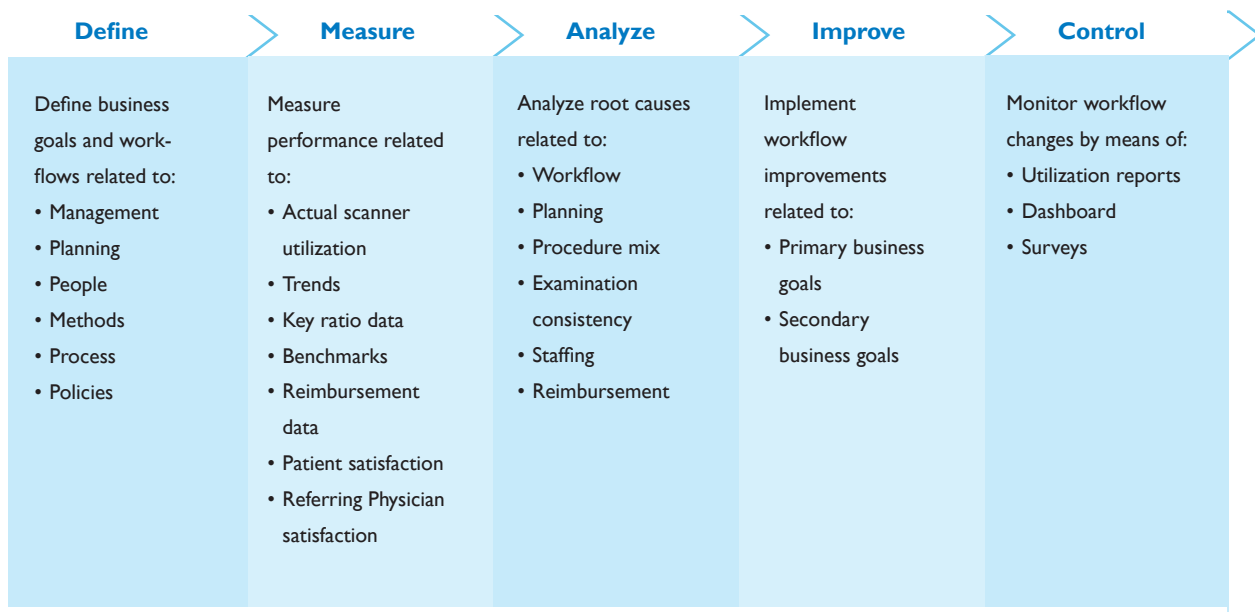 Define
Measure
Analyze
Improve
Control
Define business
goals and work-
flows related to:
• Management
• Planning
• People
• Methods
• Process
• Policies
Measure
performance related
to:
• Actual scanner
utilization
• Trends
• Key ratio data
• Benchmarks
• Reimbursement
data
• Patient satisfaction
• Referring Physician
satisfaction
Analyze root causes
related to:
• Workflow
• Planning
• Procedure mix
• Examination
consistency
• Staffing
• Reimbursement
Implement
workflow
improvements
related to:
• Primary business
goals
• Secondary
business goals
Monitor workflow
changes by means of:
• Utilization reports
• Dashboard
• Surveys